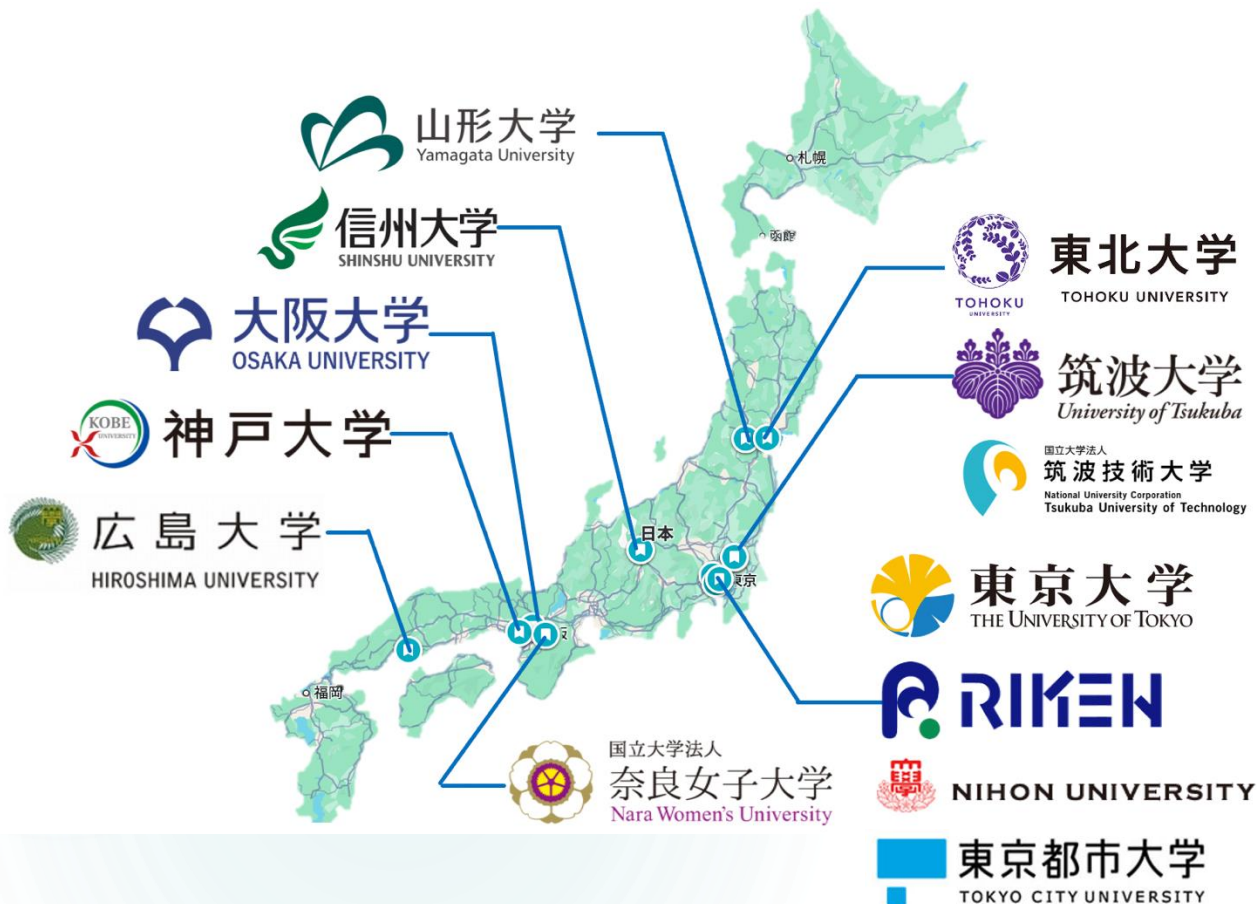 山形大学
Yamagata University
信州大学
SHINSHU UNIVERSITY
大阪大学
OSAKA UNIVERSITY
KOBE
UNIVERSITY
神戸大学
広島大学
HIROSHIMA UNIVERSITY
札幌
函館
日本
東京
阪
福岡
TOHOKU
UNIVERSITY
東北大学
TOHOKU UNIVERSITY
筑波大学
University of Tsukuba
国立大学法人
筑波技術大学
National University Corporation
Tsukuba University of Technology
東京大学
THE UNIVERSITY OF TOKYO
RIKEN
NIHON UNIVERSITY
東京都市大学
TOKYO CITY UNIVERSITY
国立大学法人
奈良女子大学
Nara Women's University